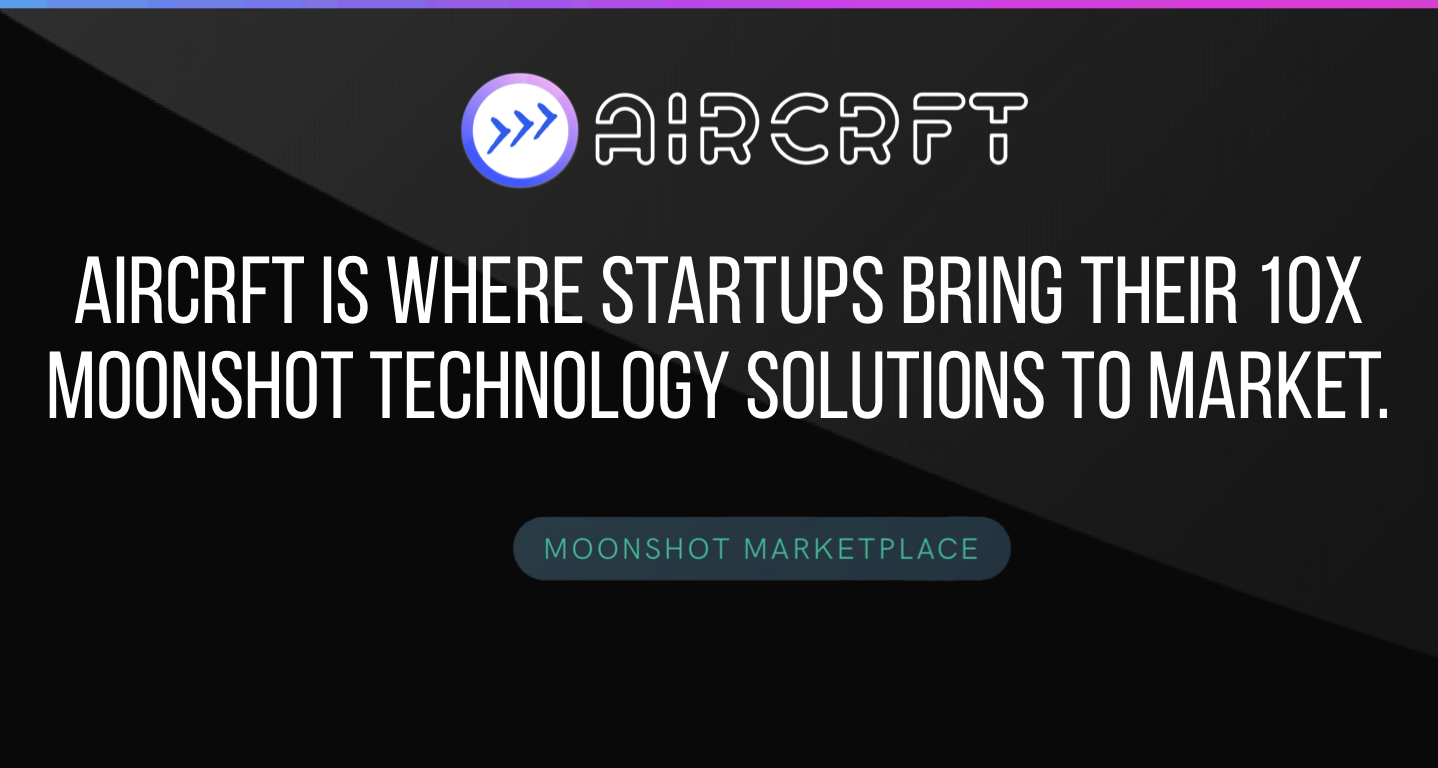 AIRCRFT
AIRCRFT IS WHERE STARTUPS BRING THEIR 10X
MOONSHOT TECHNOLOGY SOLUTIONS TO MARKET.
MOONSHOT MARKETPLACE